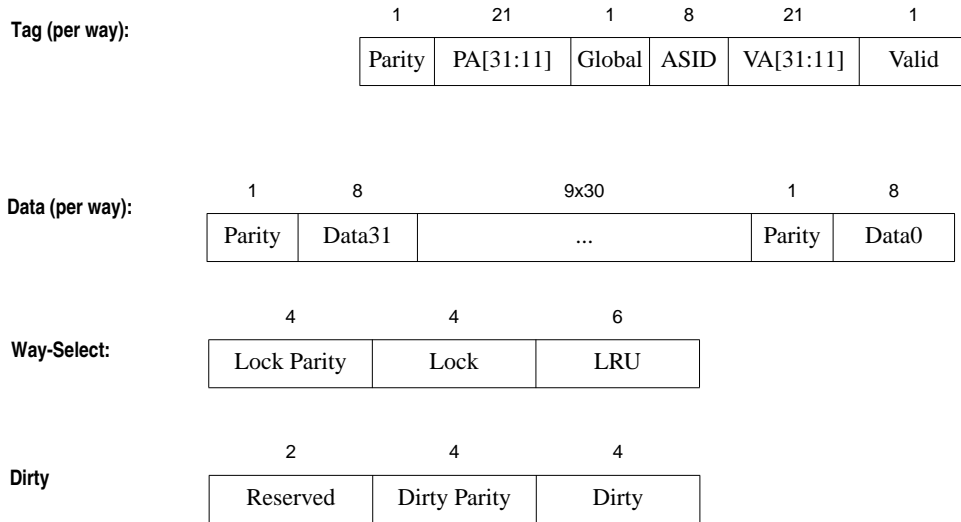 Tag (per way):
1 21 1 8 21 1
Parity PA[31:11] Global ASID VA[31:11] Valid
Data (per way):
1 8 9x30 1 8
Parity Data31 ... Parity Data0
Way-Select:
4 4 6
Lock Parity Lock LRU
Dirty
2 4 4
Reserved Dirty Parity Dirty